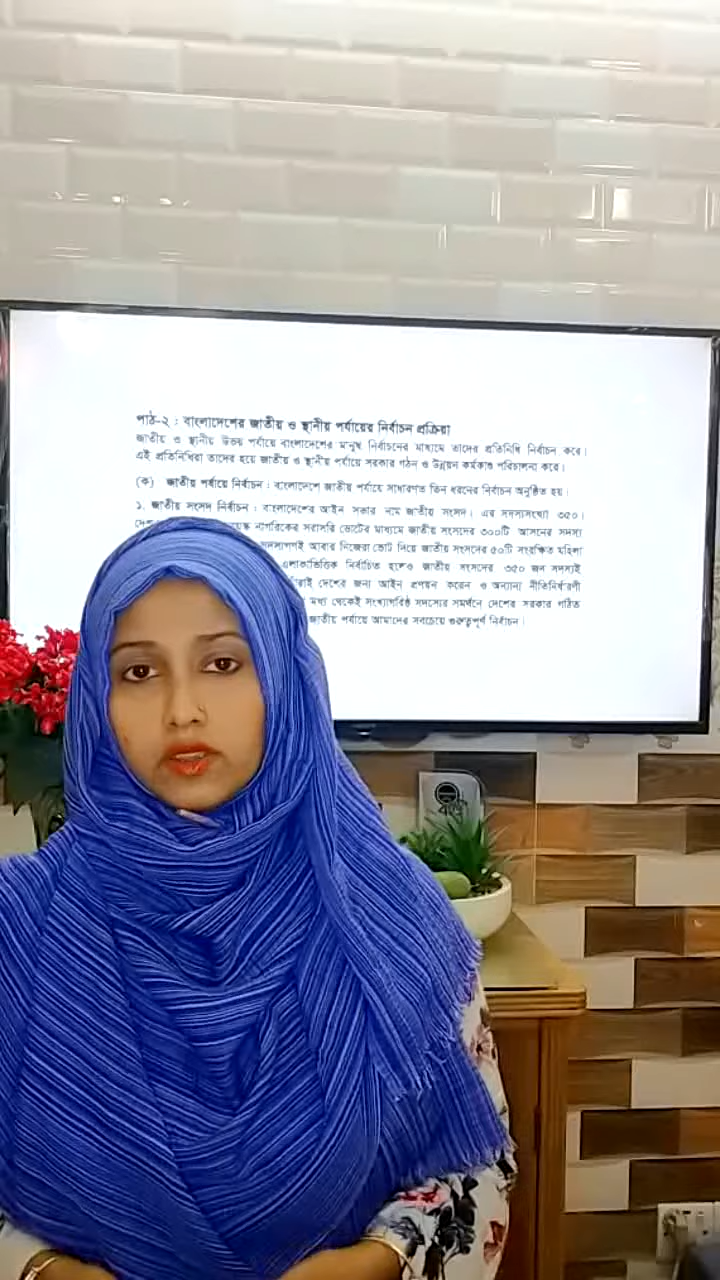 পাঠ-২ : বাংলাদেশের জাতীয় ও স্থানীয় পর্যায়ের নির্বাচন প্রক্রিয়া
জাতীয় ও স্থানীয় উভয় পর্যায়ে বাংলাদেশের মানুষ নির্বাচনের মাধ্যমে তাদের প্রতিনিধি নির্বাচন করে।
এই প্রতিনিধিরা তাদের হয়ে জাতীয় ও স্থানীয় পর্যায়ে সরকার গঠন ও উন্নয়ন কর্মকাণ্ড পরিচালনা করে।
(ক) জাতীয় পর্যায়ে নির্বাচন : বাংলাদেশে জাতীয় পর্যায়ে সাধারণত তিন ধরনের নির্বাচন অনুষ্ঠিত হয়।
১. জাতীয় সংসদ নির্বাচন : বাংলাদেশের আইন সভার নাম জাতীয় সংসদ। এর সদস্যসংখ্যা ৩৫০।
নাগরিকের সরাসরি ভোটের মাধ্যমে জাতীয় সংসদের ৩০০টি আসনের সদস্য
আবার নিজেরা ভোট দিয়ে জাতীয় সংসদের ৫০টি সংরক্ষিত মহিলা
এলাকাভিত্তিক নির্বাচিত হলেও জাতীয় সংসদের ৩৫০ জন সদস্যই
দেশের জন্য আইন প্রণয়ন করেন ও অন্যান্য নীতিনির্ধারণী
মধ্য থেকেই সংখ্যাগরিষ্ঠ সদস্যের সমর্থনে দেশের সরকার গঠিত
জাতীয় পর্যায়ে আমাদের সবচেয়ে গুরুত্বপূর্ণ নির্বাচন।